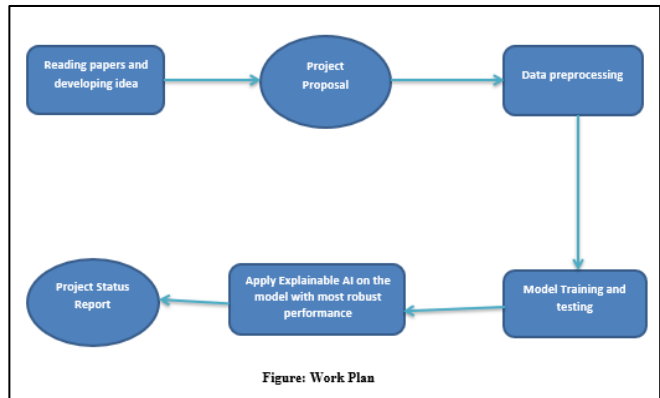 Reading papers and
developing idea
Project
Proposal
Data preprocessing
Model Training and
testing
Apply Explainable AI on the
model with most robust
performance
Project Status
Report
Figure: Work Plan